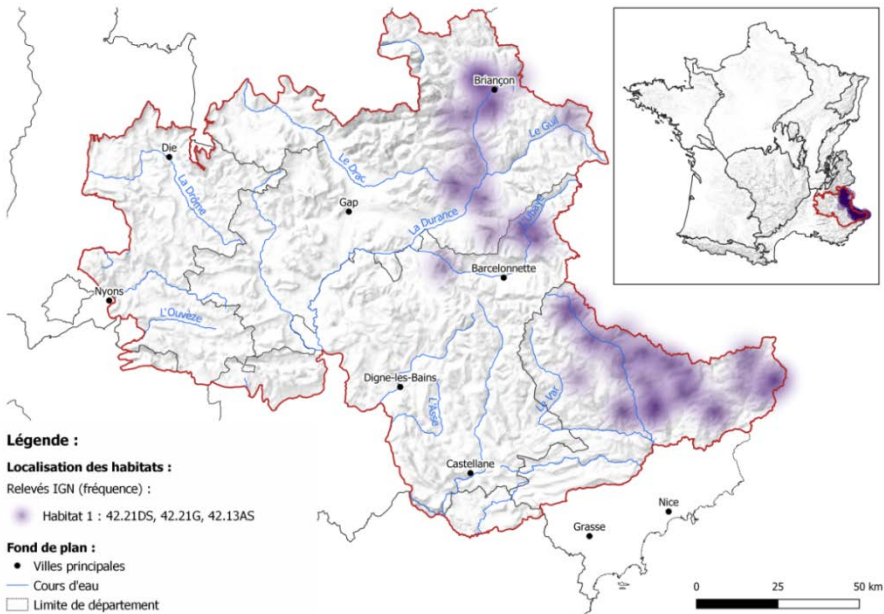 Briançon
Le Guil
Die
Le Drac
La Drôme
Gap
La Durance
L'Ubaye
Barcelonnette
Nyons
L'Ouvèze
Digne-les-Bains
L'Asse
Le Var
Castellane
Nice
Grasse
Légende :
Localisation des habitats :
Relevés IGN (fréquence) :
Habitat 1 : 42.21DS, 42.21G, 42.13AS
Fond de plan :
Villes principales
Cours d'eau
Limite de département
0 25 50 km